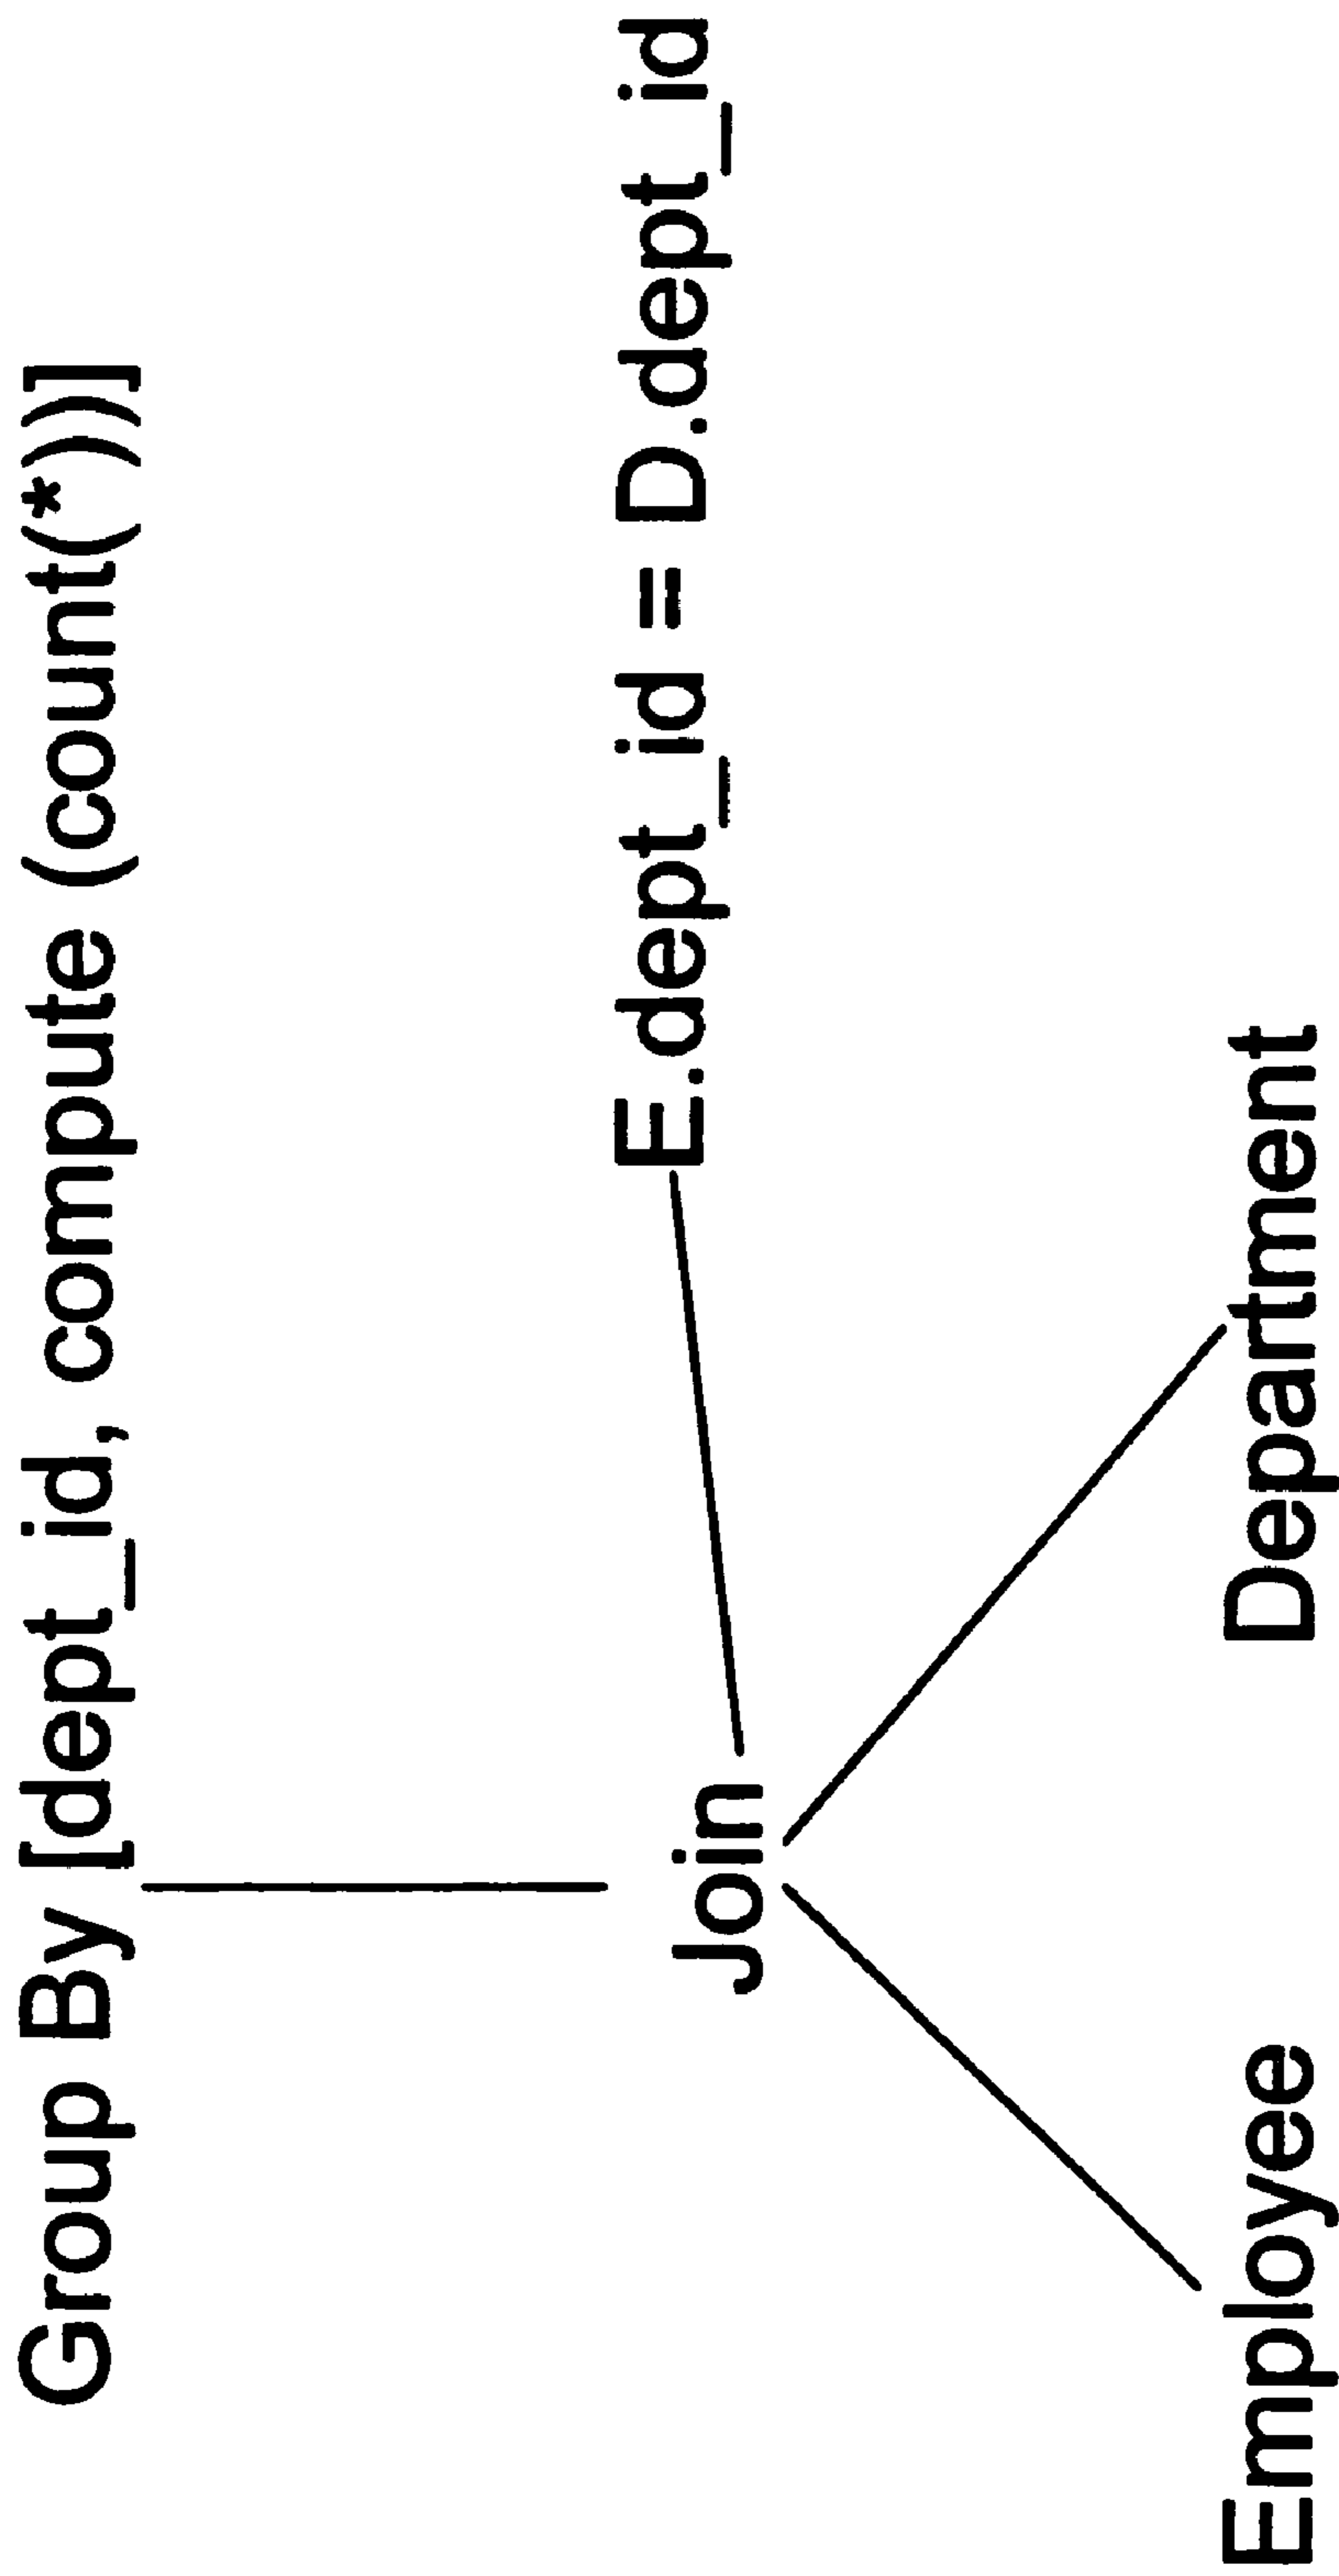 Group By [dept_id, compute (count(*))]
E.dept_id = D.dept_id
Join
Employee
Department